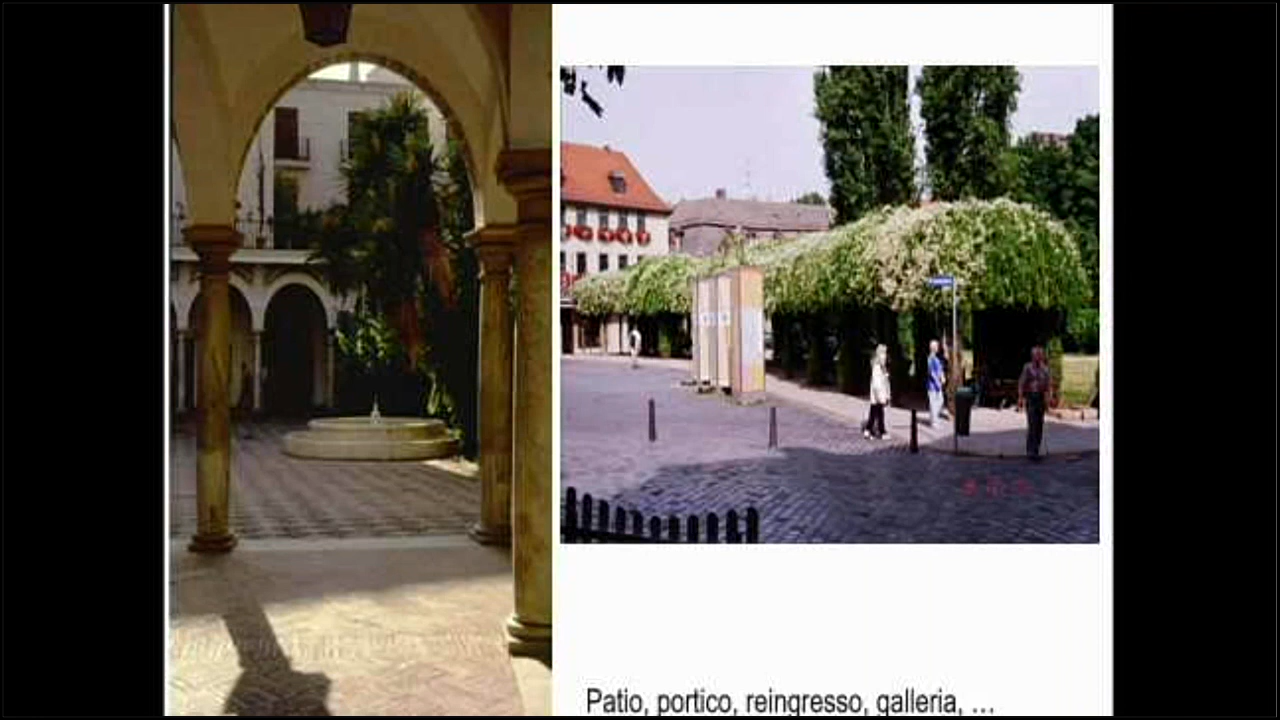 Patio, portico, reingresso, galleria, …